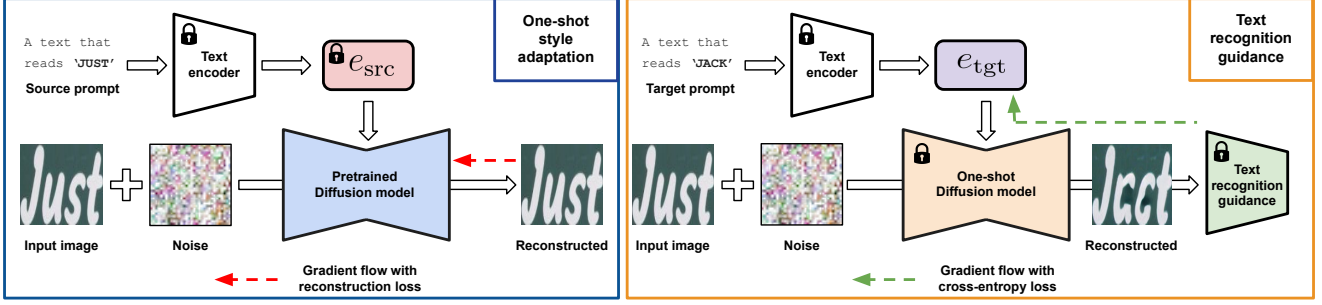 One-shot
style
adaptation
A text that
reads 'JUST'
Source prompt
Text
encoder
e_src
Just
Input image
Noise
Pretrained
Diffusion model
Just
Reconstructed
Gradient flow with
reconstruction loss
Text
recognition
guidance
A text that
reads 'JACK'
Target prompt
Text
encoder
e_tgt
Just
Input image
Noise
One-shot
Diffusion model
Reconstructed
Text
recognition
guidance
Gradient flow with
cross-entropy loss